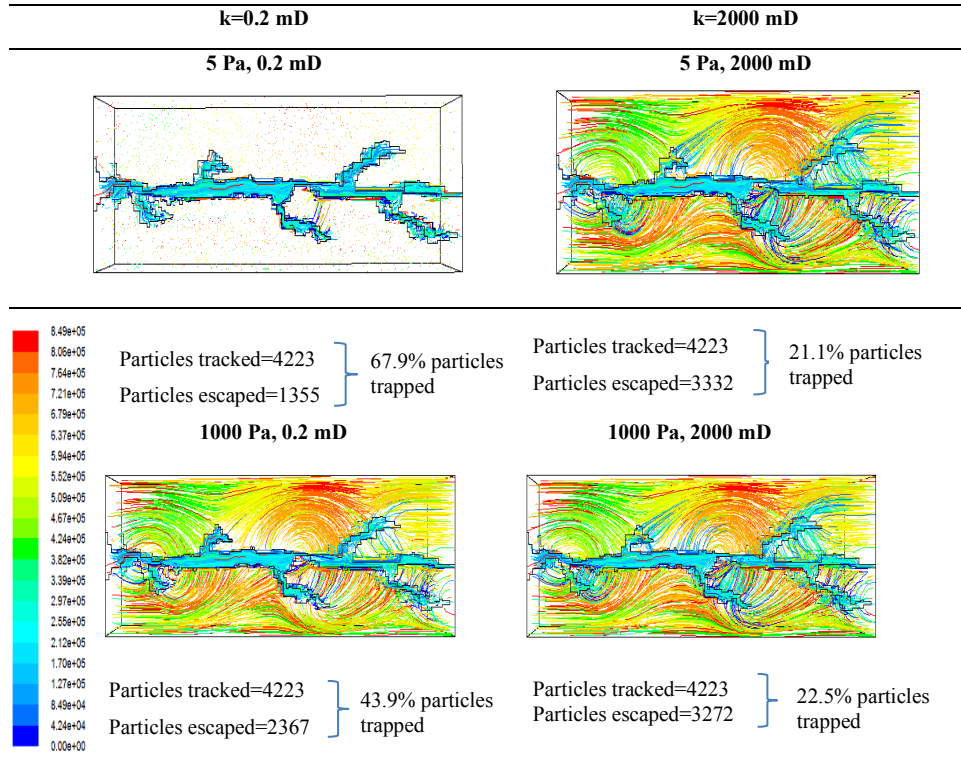 k=0.2 mD
k=2000 mD
5 Pa, 0.2 mD
5 Pa, 2000 mD
8.49e+05
8.06e+05
7.64e+05
7.21e+05
6.79e+05
6.37e+05
5.94e+05
5.52e+05
5.09e+05
4.67e+05
4.24e+05
3.82e+05
3.39e+05
2.97e+05
2.55e+05
2.12e+05
1.70e+05
1.27e+05
8.49e+04
4.24e+04
0.00e+00
Particles tracked=4223
Particles escaped=1355
67.9% particles
trapped
Particles tracked=4223
Particles escaped=3332
21.1% particles
trapped
1000 Pa, 0.2 mD
1000 Pa, 2000 mD
Particles tracked=4223
Particles escaped=2367
43.9% particles
trapped
Particles tracked=4223
Particles escaped=3272
22.5% particles
trapped